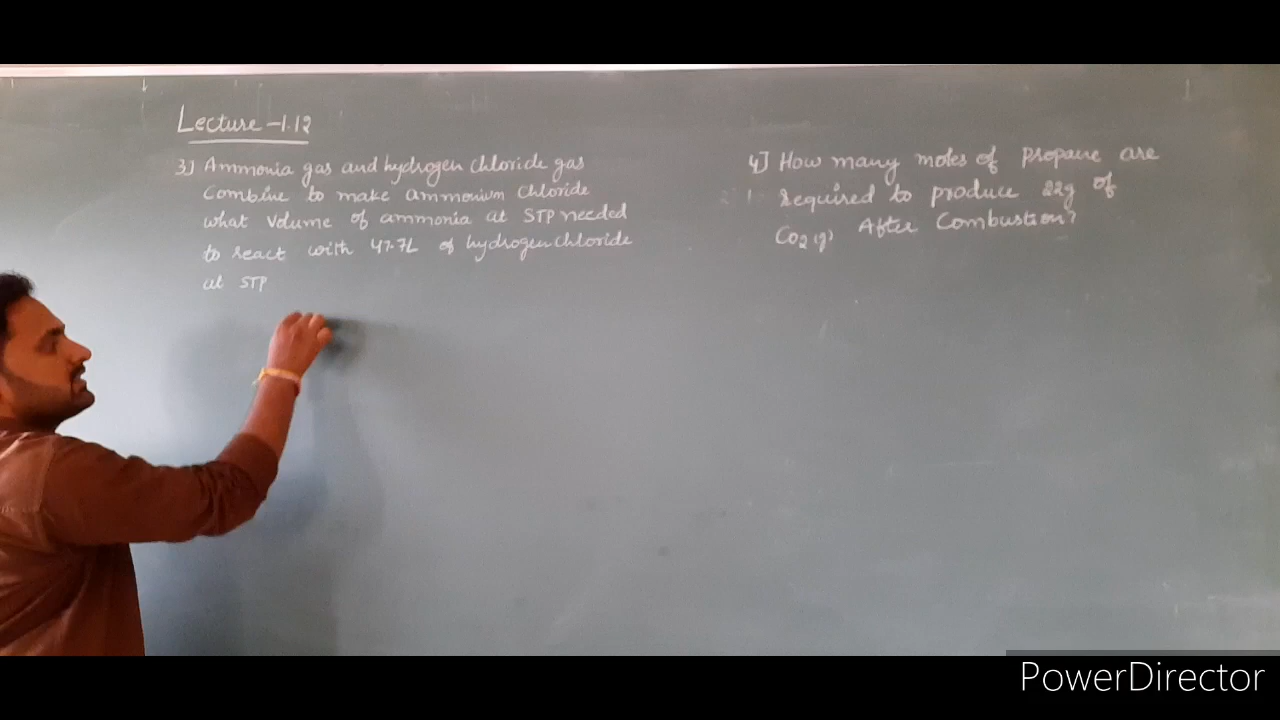 Lecture-1.12
3] Ammonia gas and hydrogen chloride gas
Combine to make ammonium chloride
what volume of ammonia at STP needed
to react with 47.7L of hydrogen chloride
at STP
4] How many moles of propane are
required to produce 22g of
CO2(g) After Combustion?
PowerDirector